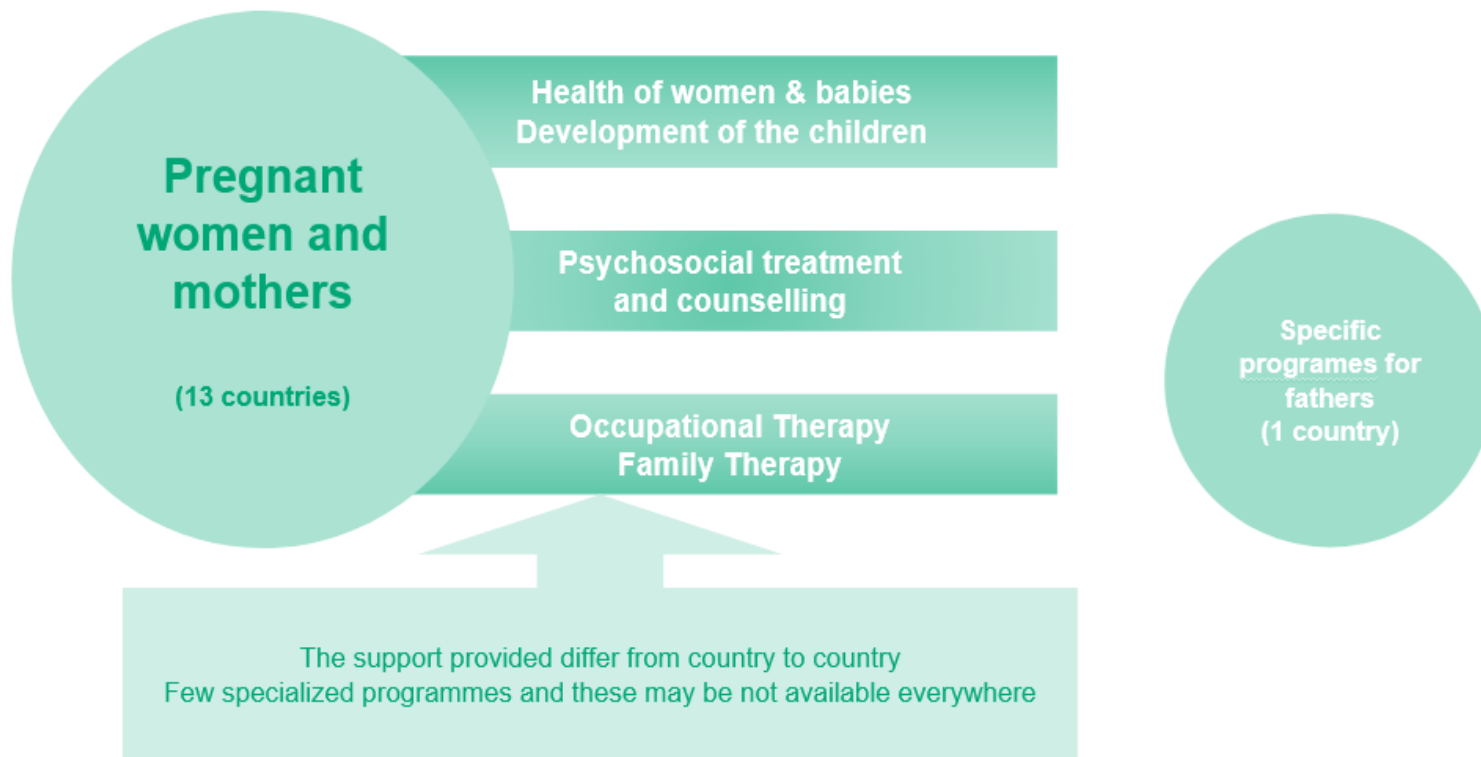 Pregnant
women and
mothers
(13 countries)
Health of women & babies
Development of the children
Psychosocial treatment
and counselling
Occupational Therapy
Family Therapy
Specific
programes for
fathers
(1 country)
The support provided differ from country to country
Few specialized programmes and these may be not available everywhere